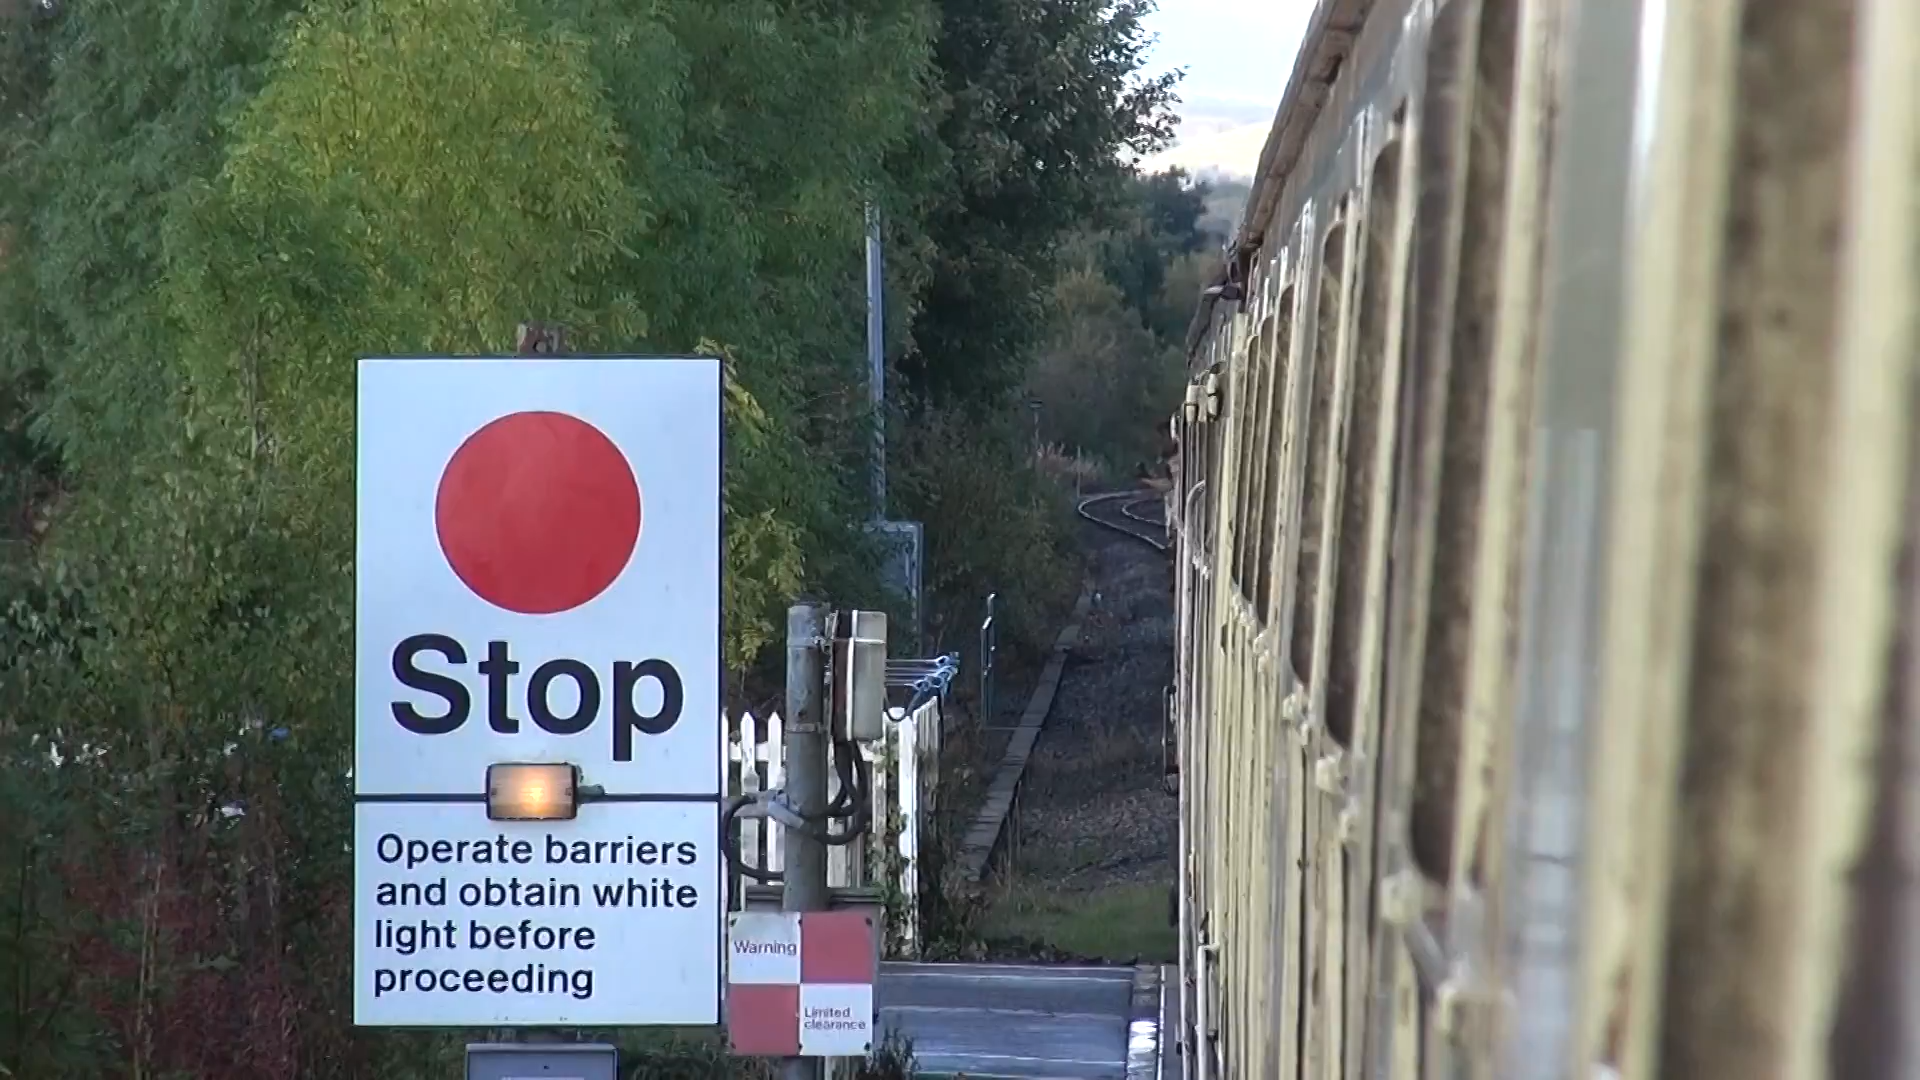 Stop
Operate barriers
and obtain white
light before
proceeding
Warning
Limited
clearance